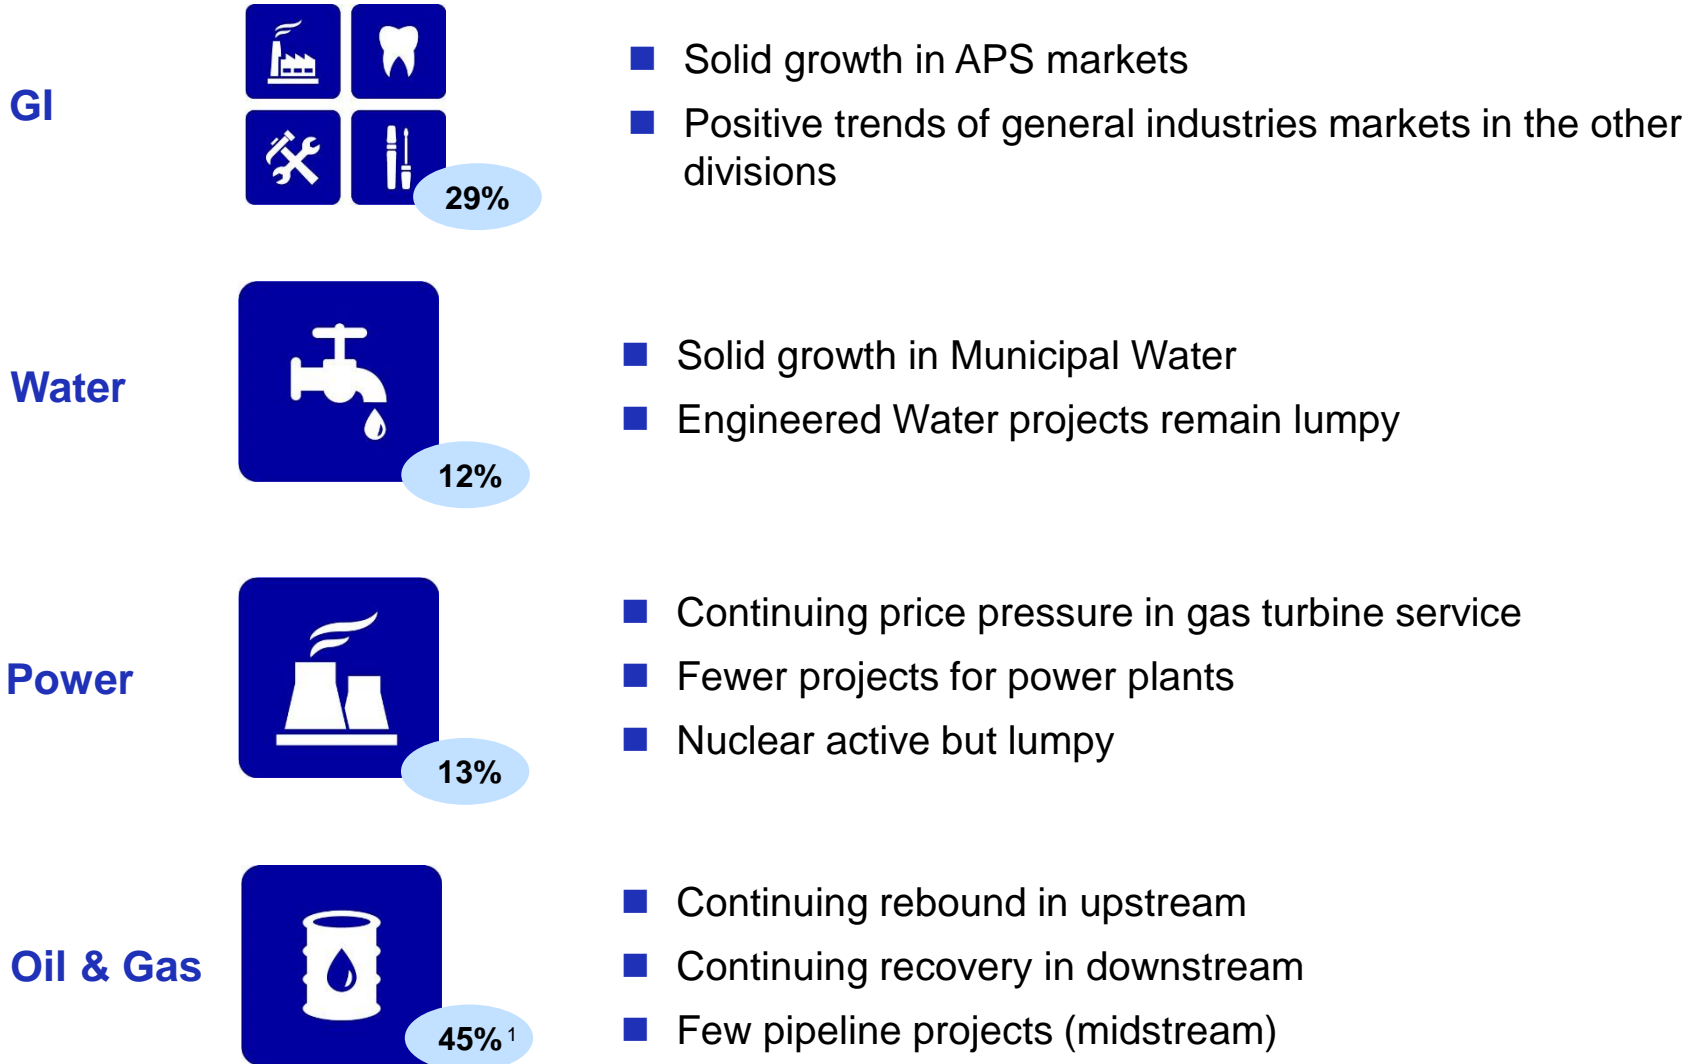 GI
29%
■ Solid growth in APS markets
■ Positive trends of general industries markets in the other
divisions
Water
12%
■ Solid growth in Municipal Water
■ Engineered Water projects remain lumpy
Power
13%
■ Continuing price pressure in gas turbine service
■ Fewer projects for power plants
■ Nuclear active but lumpy
Oil & Gas
45% 1
■ Continuing rebound in upstream
■ Continuing recovery in downstream
■ Few pipeline projects (midstream)